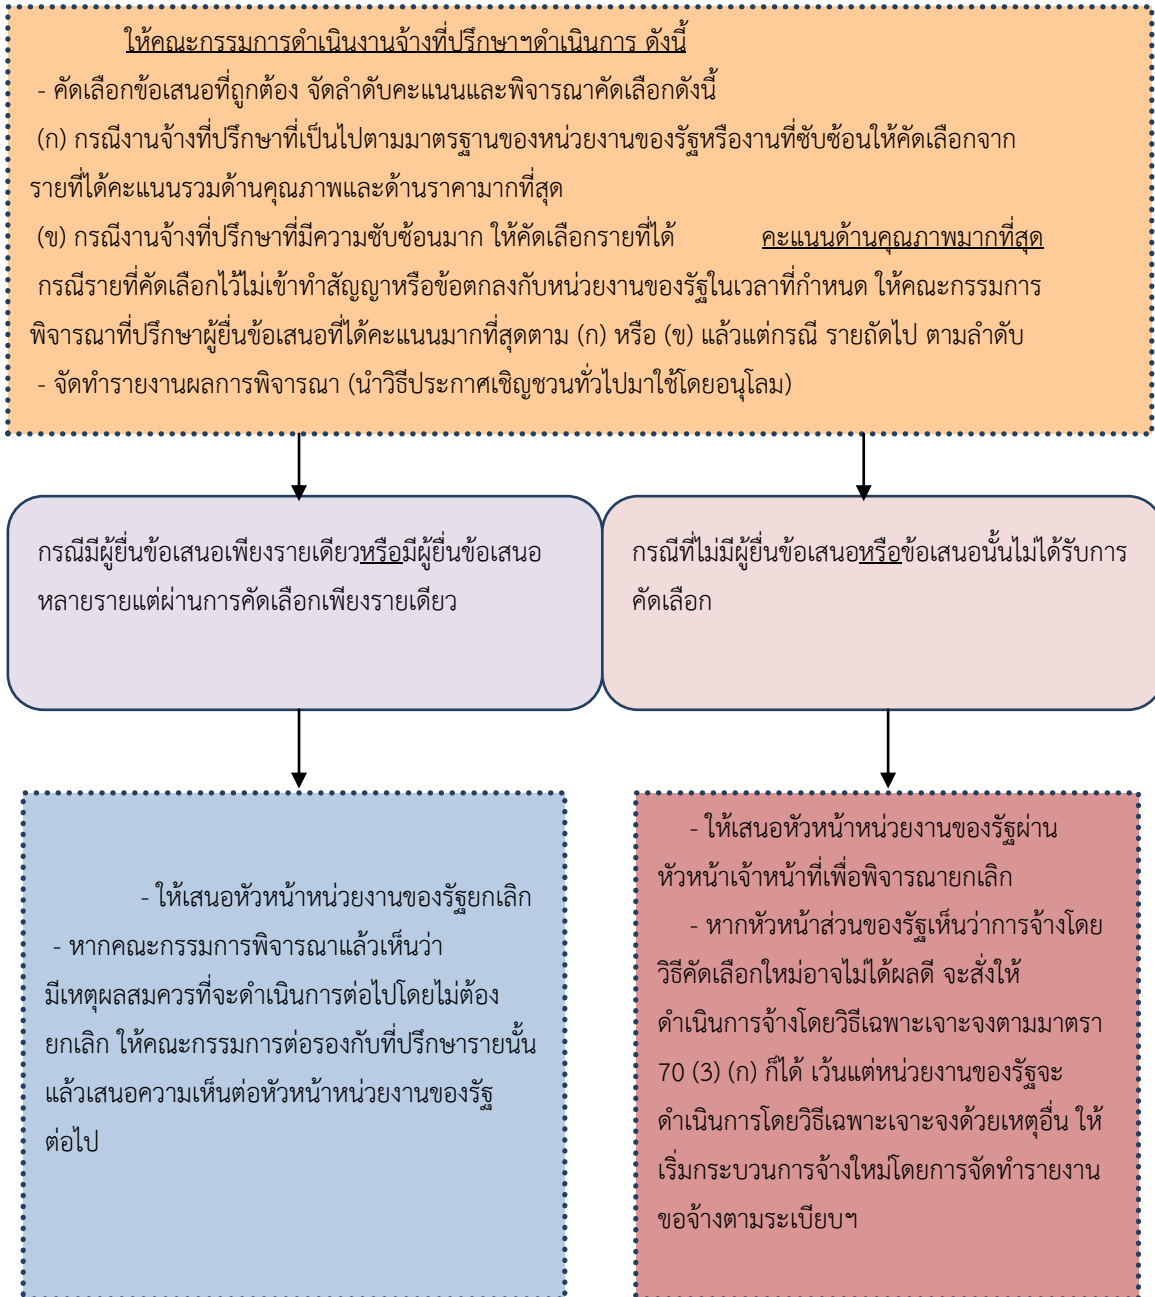 ให้คณะกรรมการดำเนินงานจ้างที่ปรึกษาฯดำเนินการ ดังนี้
- คัดเลือกข้อเสนอที่ถูกต้อง จัดลำดับคะแนนและพิจารณาคัดเลือกดังนี้
(ก) กรณีงานจ้างที่ปรึกษาที่เป็นไปตามมาตรฐานของหน่วยงานของรัฐหรืองานที่ซับซ้อนให้คัดเลือกจาก
รายที่ได้คะแนนรวมด้านคุณภาพและด้านราคามากที่สุด
(ข) กรณีงานจ้างที่ปรึกษาที่มีความซับซ้อนมาก ให้คัดเลือกรายที่ได้ คะแนนด้านคุณภาพมากที่สุด
กรณีรายที่คัดเลือกไว้ไม่เข้าทำสัญญาหรือข้อตกลงกับหน่วยงานของรัฐในเวลาที่กำหนด ให้คณะกรรมการ
พิจารณาที่ปรึกษาผู้ยื่นข้อเสนอที่ได้คะแนนมากที่สุดตาม (ก) หรือ (ข) แล้วแต่กรณี รายถัดไป ตามลำดับ
- จัดทำรายงานผลการพิจารณา (นำวิธีประกาศเชิญชวนทั่วไปมาใช้โดยอนุโลม)
กรณีมีผู้ยื่นข้อเสนอเพียงรายเดียวหรือมีผู้ยื่นข้อเสนอ
หลายรายแต่ผ่านการคัดเลือกเพียงรายเดียว
กรณีที่ไม่มีผู้ยื่นข้อเสนอหรือข้อเสนอนั้นไม่ได้รับการ
คัดเลือก
- ให้เสนอหัวหน้าหน่วยงานของรัฐยกเลิก
- หากคณะกรรมการพิจารณาแล้วเห็นว่า
มีเหตุผลสมควรที่จะดำเนินการต่อไปโดยไม่ต้อง
ยกเลิก ให้คณะกรรมการต่อรองกับที่ปรึกษารายนั้น
แล้วเสนอความเห็นต่อหัวหน้าหน่วยงานของรัฐ
ต่อไป
- ให้เสนอหัวหน้าหน่วยงานของรัฐผ่าน
หัวหน้าเจ้าหน้าที่เพื่อพิจารณายกเลิก
- หากหัวหน้าส่วนของรัฐเห็นว่าการจ้างโดย
วิธีคัดเลือกใหม่อาจไม่ได้ผลดี จะสั่งให้
ดำเนินการจ้างโดยวิธีเฉพาะเจาะจงตามมาตรา
70 (3) (ก) ก็ได้ เว้นแต่หน่วยงานของรัฐจะ
ดำเนินการโดยวิธีเฉพาะเจาะจงด้วยเหตุอื่น ให้
เริ่มกระบวนการจ้างใหม่โดยการจัดทำรายงาน
ขอจ้างตามระเบียบฯ